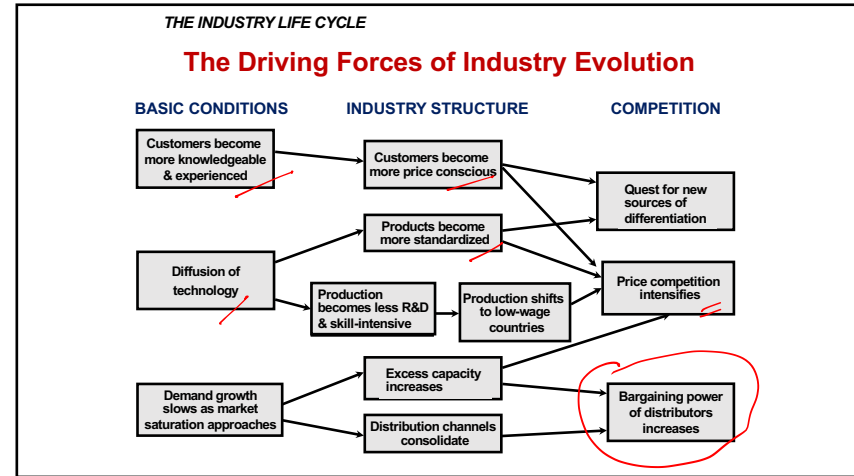 THE INDUSTRY LIFE CYCLE
The Driving Forces of Industry Evolution
BASIC CONDITIONS
INDUSTRY STRUCTURE
COMPETITION
Customers become
more knowledgeable
& experienced
Customers become
more price conscious
Quest for new
sources of
differentiation
Products become
more standardized
Diffusion of
technology
Production
becomes less R&D
& skill-intensive
Production shifts
to low-wage
countries
Price competition
intensifies
Demand growth
slows as market
saturation approaches
Excess capacity
increases
Distribution channels
consolidate
Bargaining power
of distributors
increases